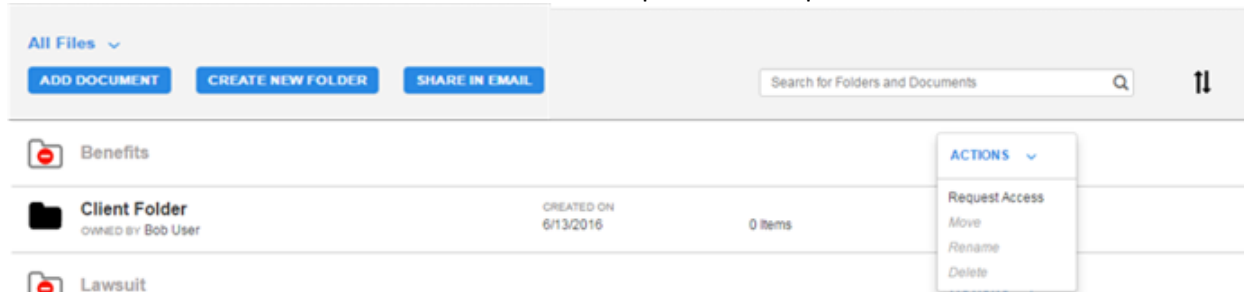 All Files
ADD DOCUMENT CREATE NEW FOLDER SHARE IN EMAIL Search for Folders and Documents
Benefits ACTIONS
Request Access
Move
Rename
Delete
Client Folder CREATED ON
OWNED BY Bob User 6/13/2016 0 Items
Lawsuit